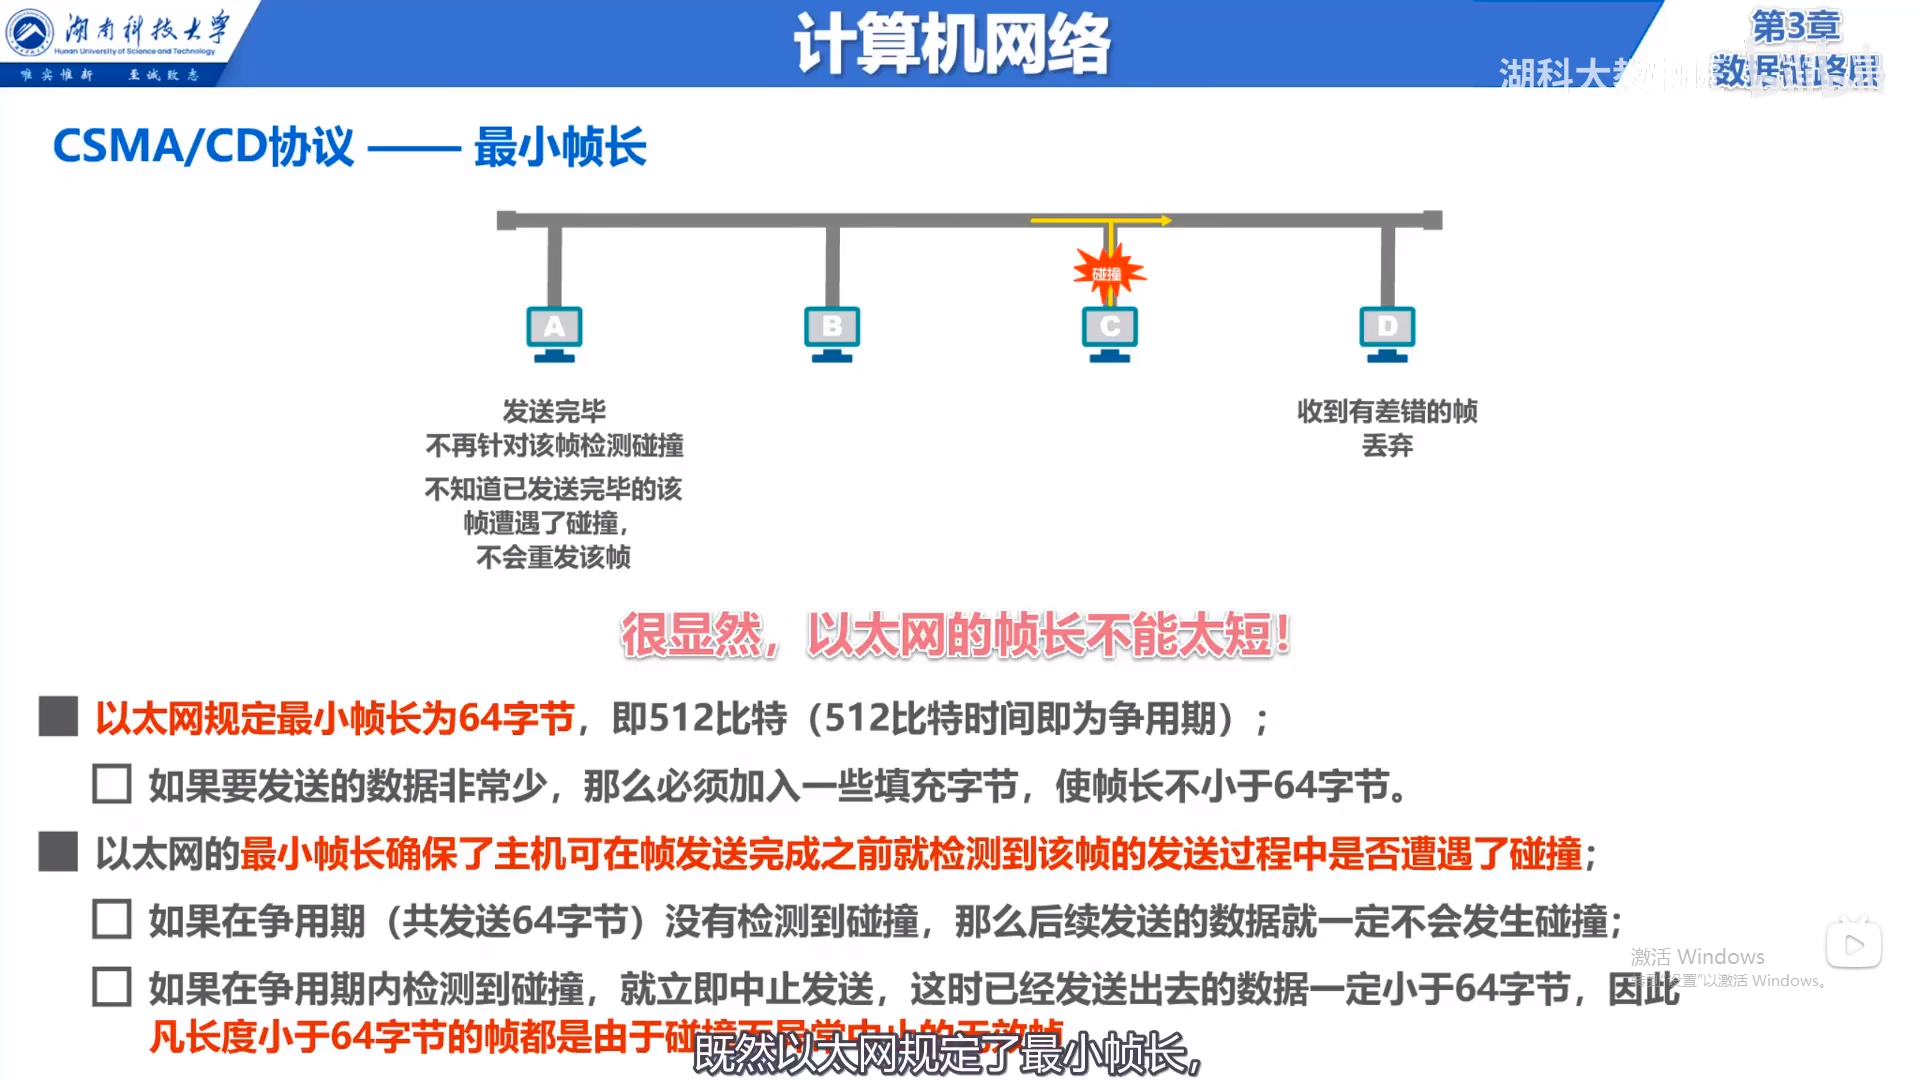 湖南科技大学
Hunan University of Science and Technology
唯实惟新 至诚致志
计算机网络
第3章
数据链路层
湖科大教
CSMA/CD协议 —— 最小帧长
碰撞
A
B
C
D
发送完毕
不再针对该帧检测碰撞
不知道已发送完毕的该
帧遭遇了碰撞，
不会重发该帧
收到有差错的帧
丢弃
很显然，以太网的帧长不能太短！
以太网规定最小帧长为64字节，即512比特（512比特时间即为争用期）；
如果要发送的数据非常少，那么必须加入一些填充字节，使帧长不小于64字节。
以太网的最小帧长确保了主机可在帧发送完成之前就检测到该帧的发送过程中是否遭遇了碰撞；
如果在争用期（共发送64字节）没有检测到碰撞，那么后续发送的数据就一定不会发生碰撞；
如果在争用期内检测到碰撞，就立即中止发送，这时已经发送出去的数据一定小于64字节，因此
凡长度小于64字节的帧都是由于碰撞而异常中止的无效帧
激活 Windows
转到“设置”以激活 Windows。
既然以太网规定了最小帧长，